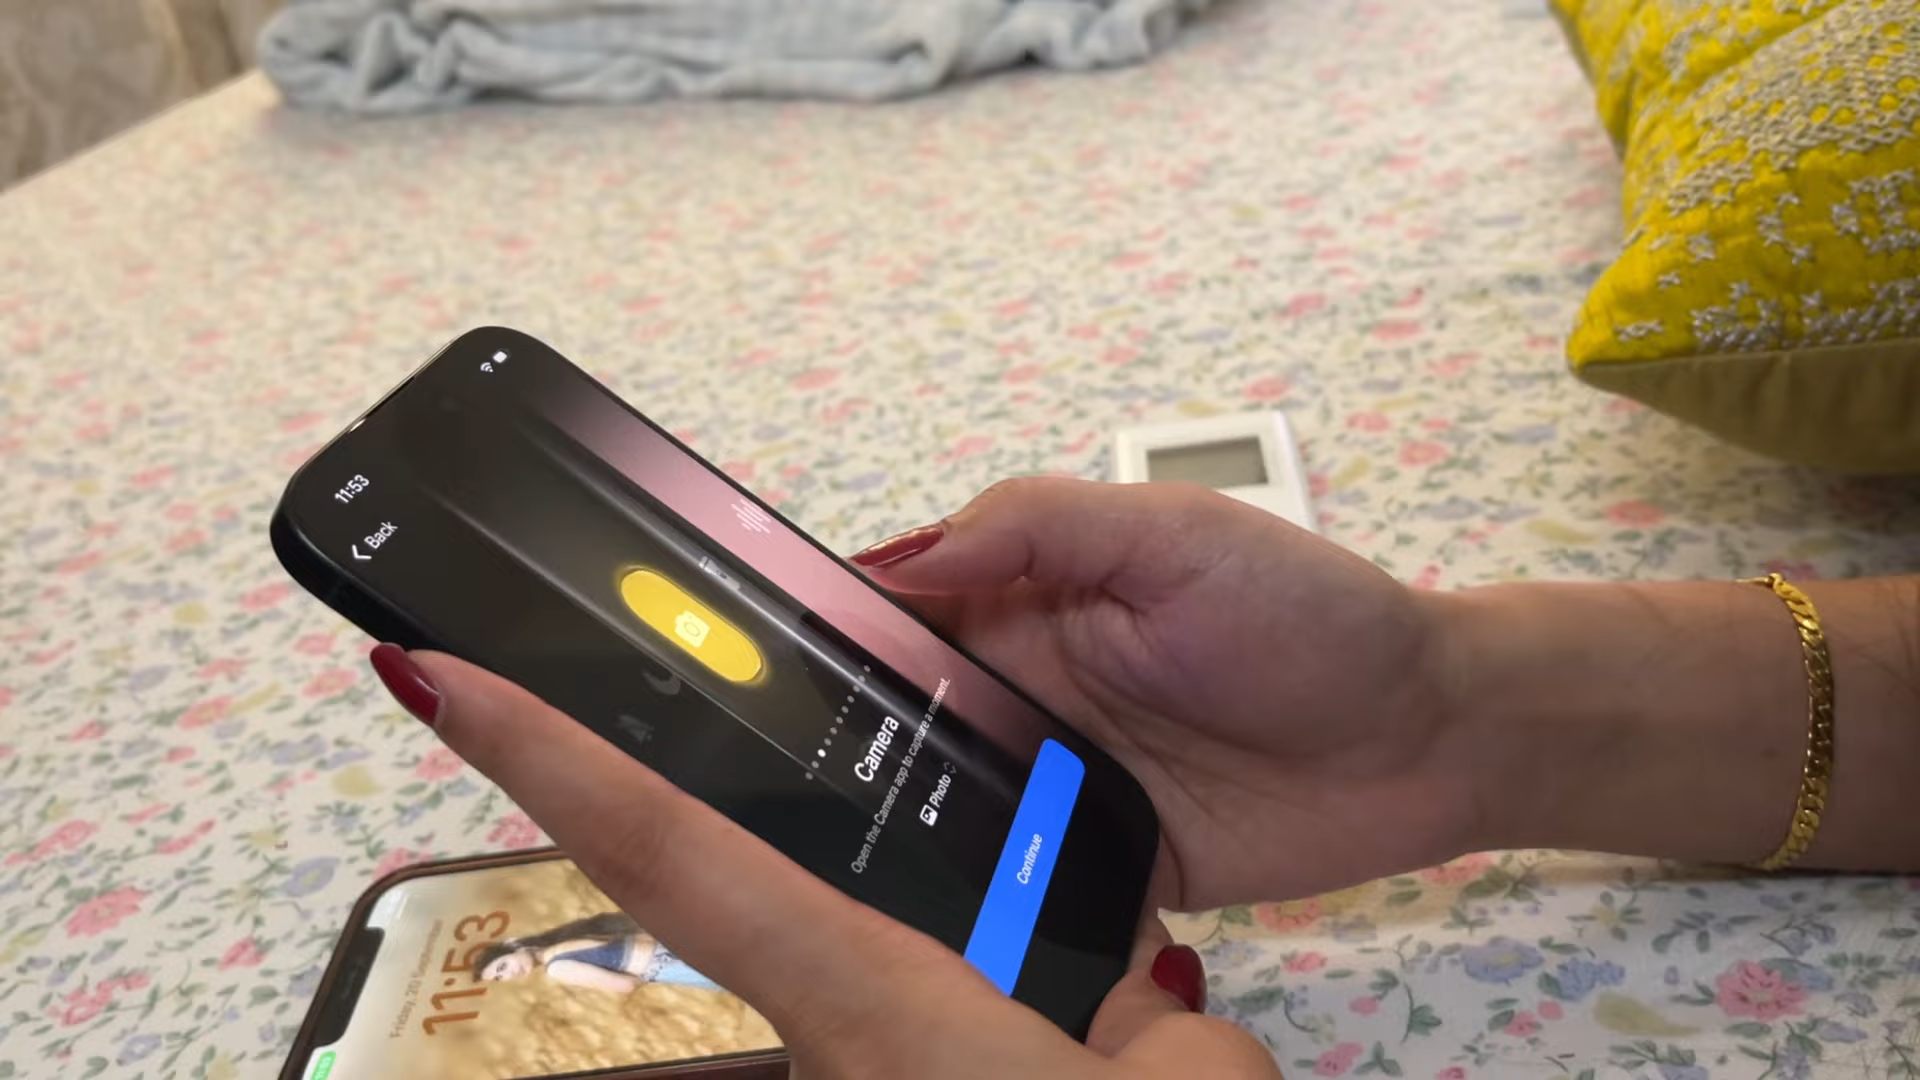 11:53
Back
Camera
Open the Camera app to capture a moment.
Photo
Continue
Friday, 20 September
11:53